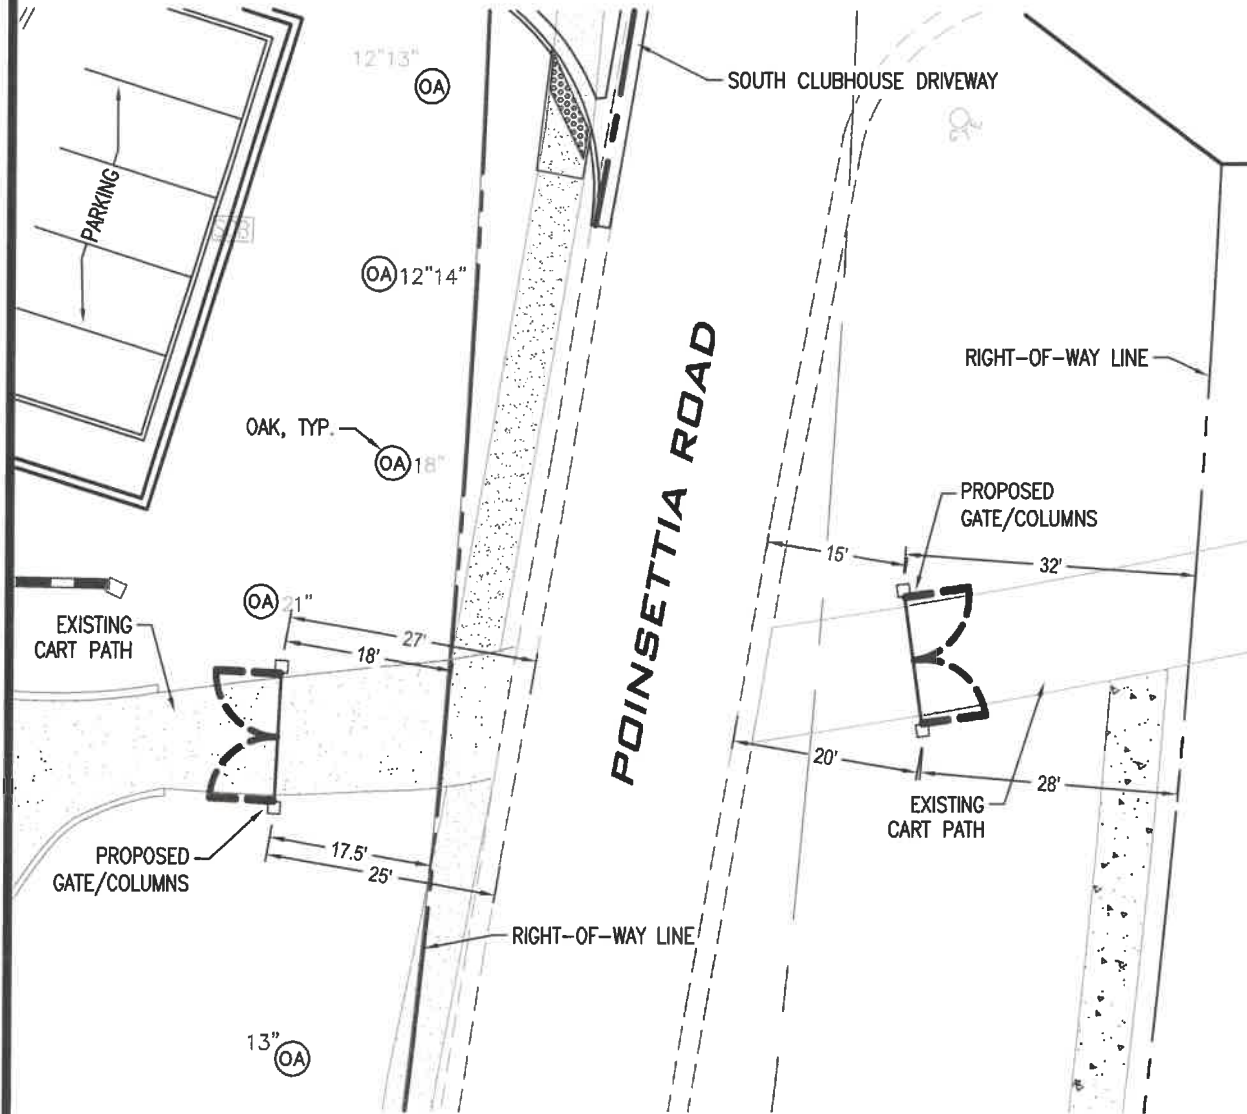 12"13"
OA
SOUTH CLUBHOUSE DRIVEWAY
PARKING
OA 12"14"
RIGHT-OF-WAY LINE
OAK, TYP.
OA 18"
POINSETTIA ROAD
PROPOSED
GATE/COLUMNS
15'
32'
OA 21"
EXISTING
CART PATH
27'
18'
20'
28'
EXISTING
CART PATH
PROPOSED
GATE/COLUMNS
17.5'
25'
RIGHT-OF-WAY LINE
13"
OA